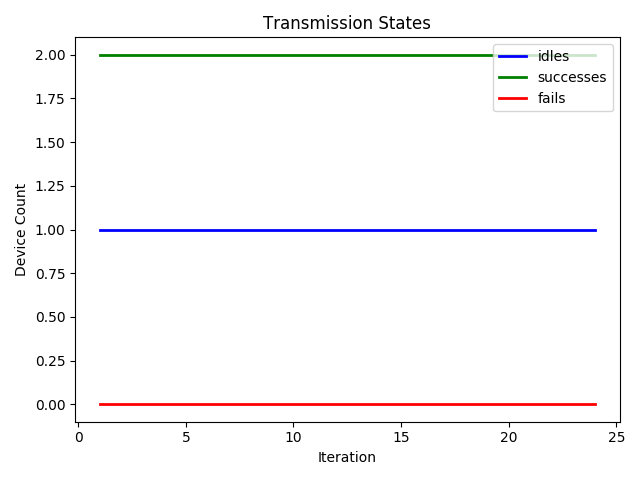 Transmission States
idles
successes
fails
Device Count
2.00
1.75
1.50
1.25
1.00
0.75
0.50
0.25
0.00
0 5 10 15 20 25
Iteration